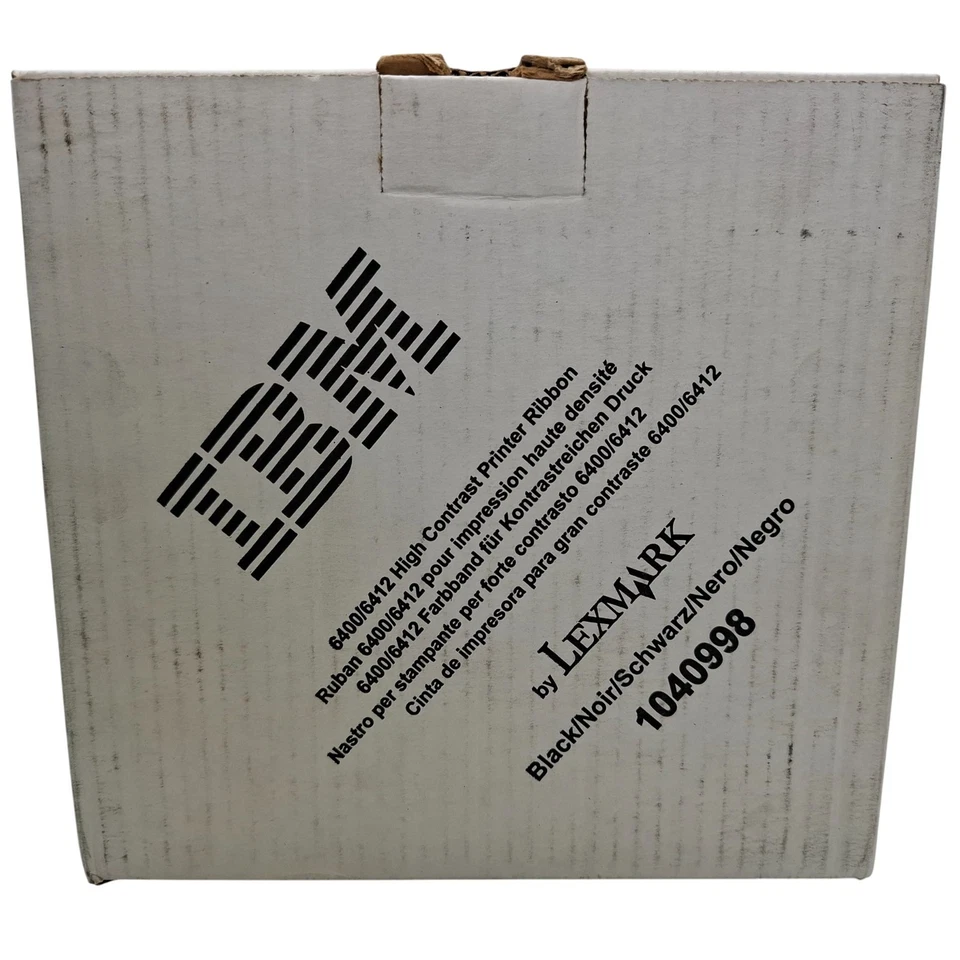 IBM
6400/6412 High Contrast Printer Ribbon
Ruban 6400/6412 pour impression haute densité
6400/6412 Farbband für Kontrastreichen Druck
Nastro per stampante per forte contrasto 6400/6412
Cinta de impresora para gran contraste 6400/6412
by LEXMARK
Black/Noir/Schwarz/Nero/Negro
1040998